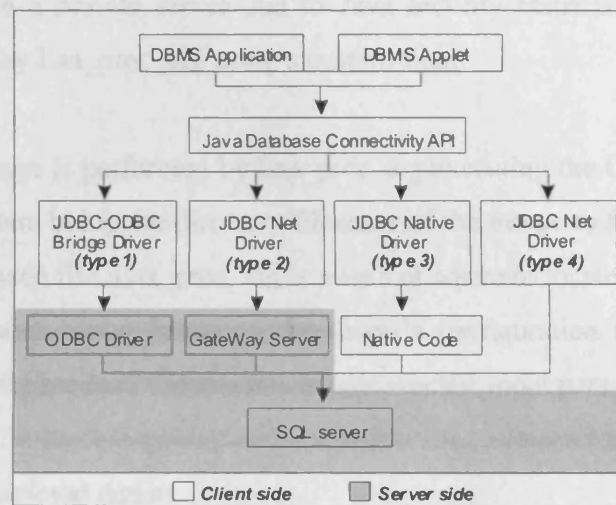 DBMS Application
DBMS Applet
Java Database Connectivity API
JDBC-ODBC
Bridge Driver
(type 1)
JDBC Net
Driver
(type 2)
JDBC Native
Driver
(type 3)
JDBC Net
Driver
(type 4)
ODBC Driver
GateWay Server
Native Code
SQL server
Client side
Server side